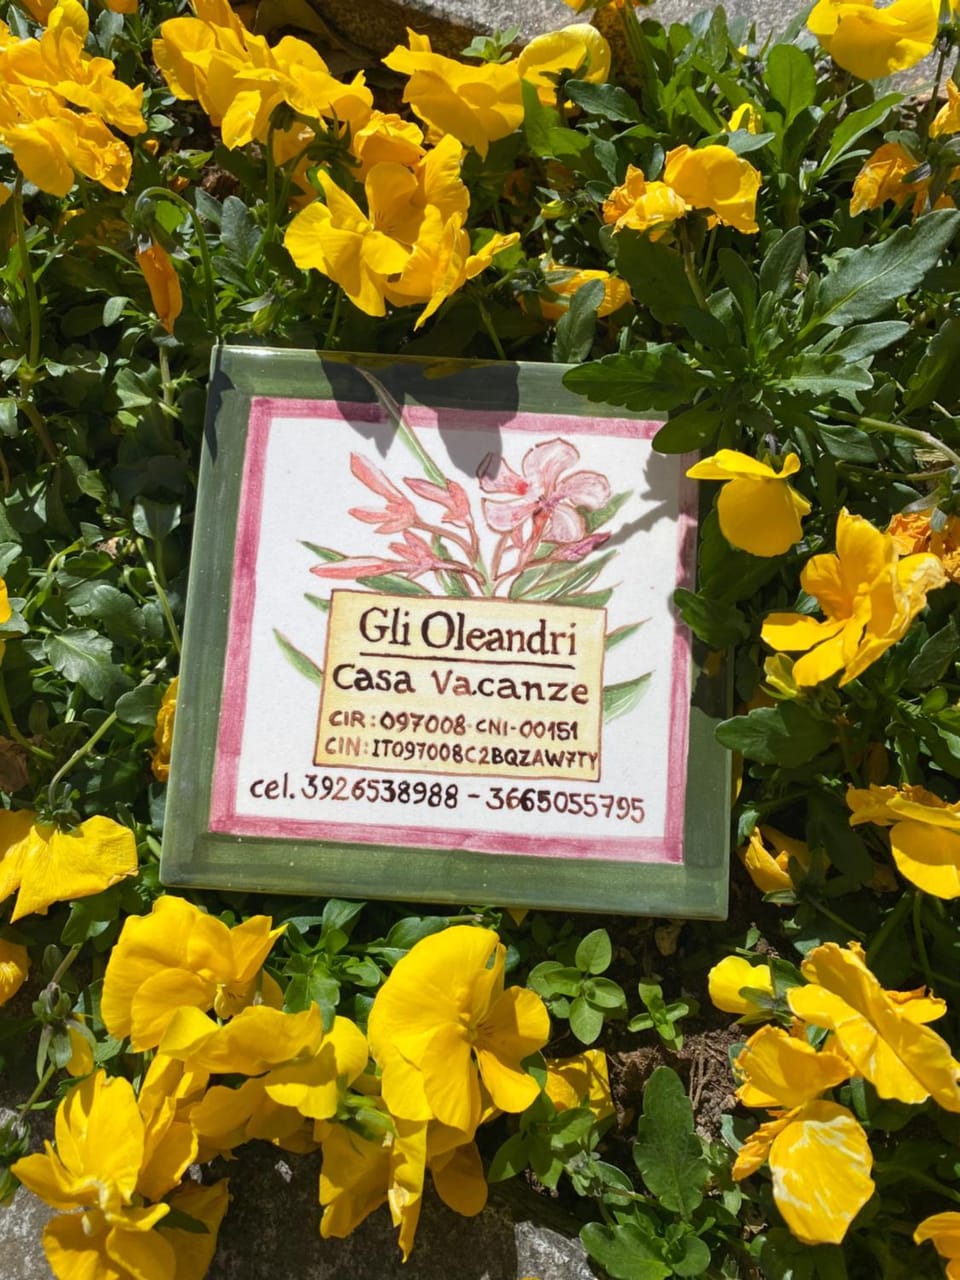 Gli Oleandri
Casa Vacanze
CIR: 097008-CNI-00151
CIN: IT097008C2BQZAW7TY
cel. 3926538988 - 3665055795